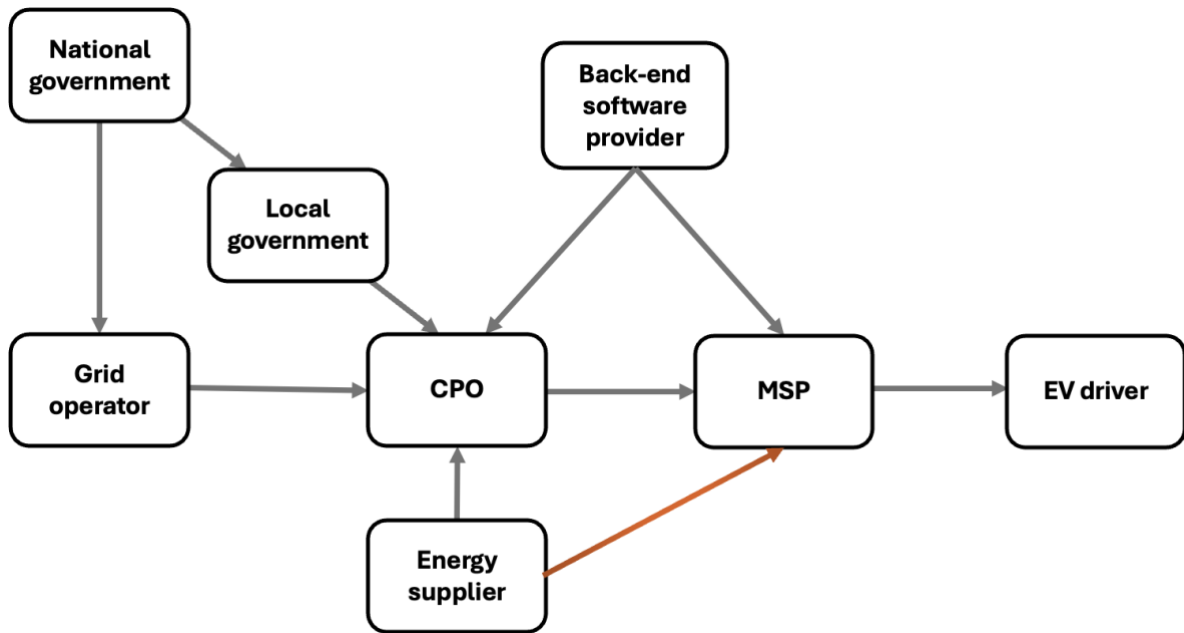 National
government
Back-end
software
provider
Local
government
Grid
operator
CPO
MSP
EV driver
Energy
supplier